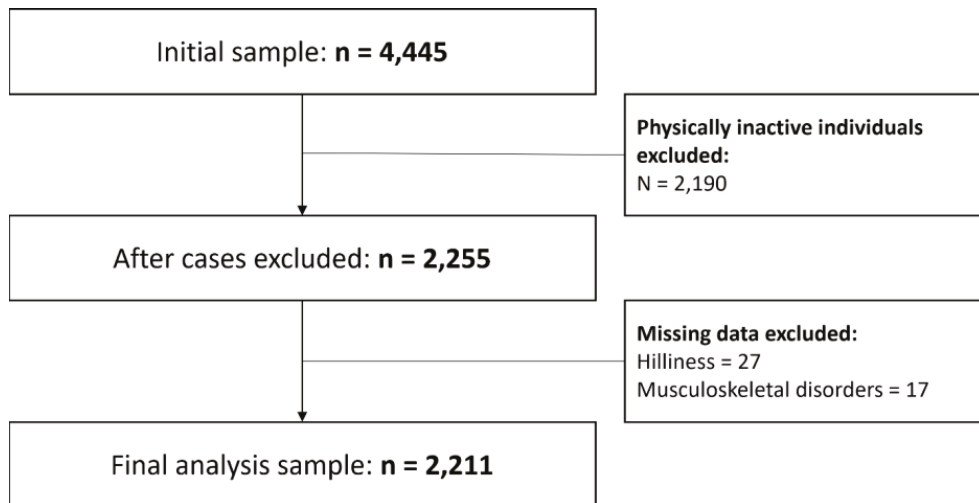 Initial sample: n = 4,445
Physically inactive individuals
excluded:
N = 2,190
After cases excluded: n = 2,255
Missing data excluded:
Hilliness = 27
Musculoskeletal disorders = 17
Final analysis sample: n = 2,211